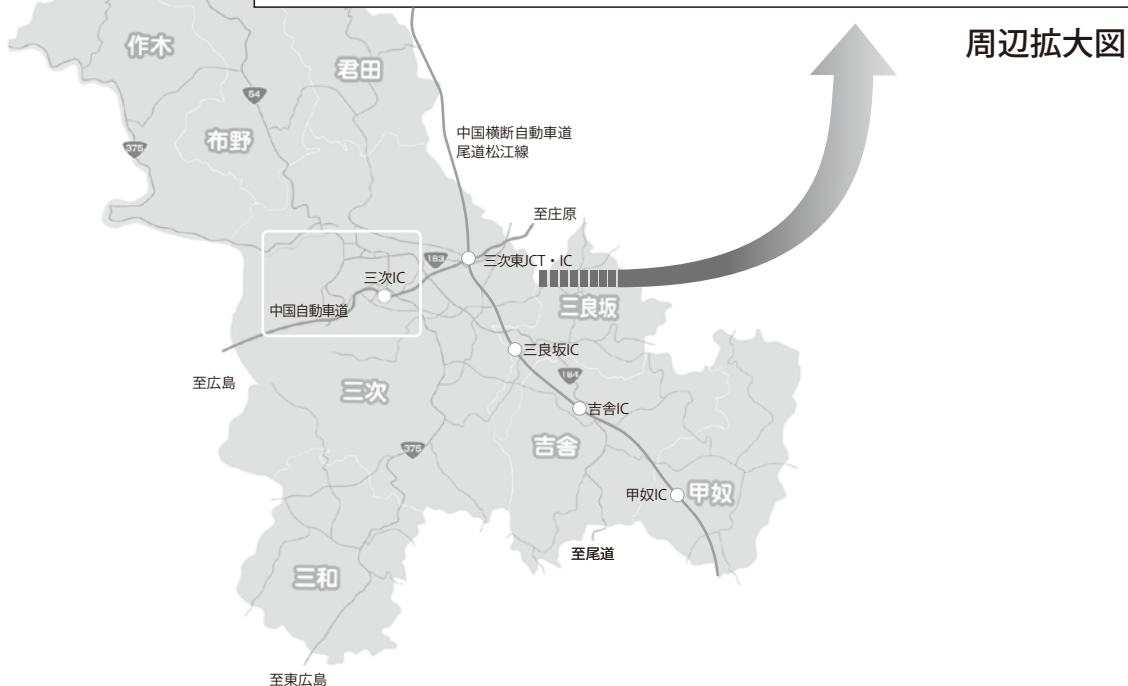 周辺拡大図
作木
君田
54
布野
375
中国横断自動車道
尾道松江線
至庄原
183
三次東JCT・IC
三次IC
中国自動車道
三良坂
三良坂IC
至広島
184
三次
吉舎IC
375
吉舎
甲奴IC
甲奴
至尾道
三和
至東広島